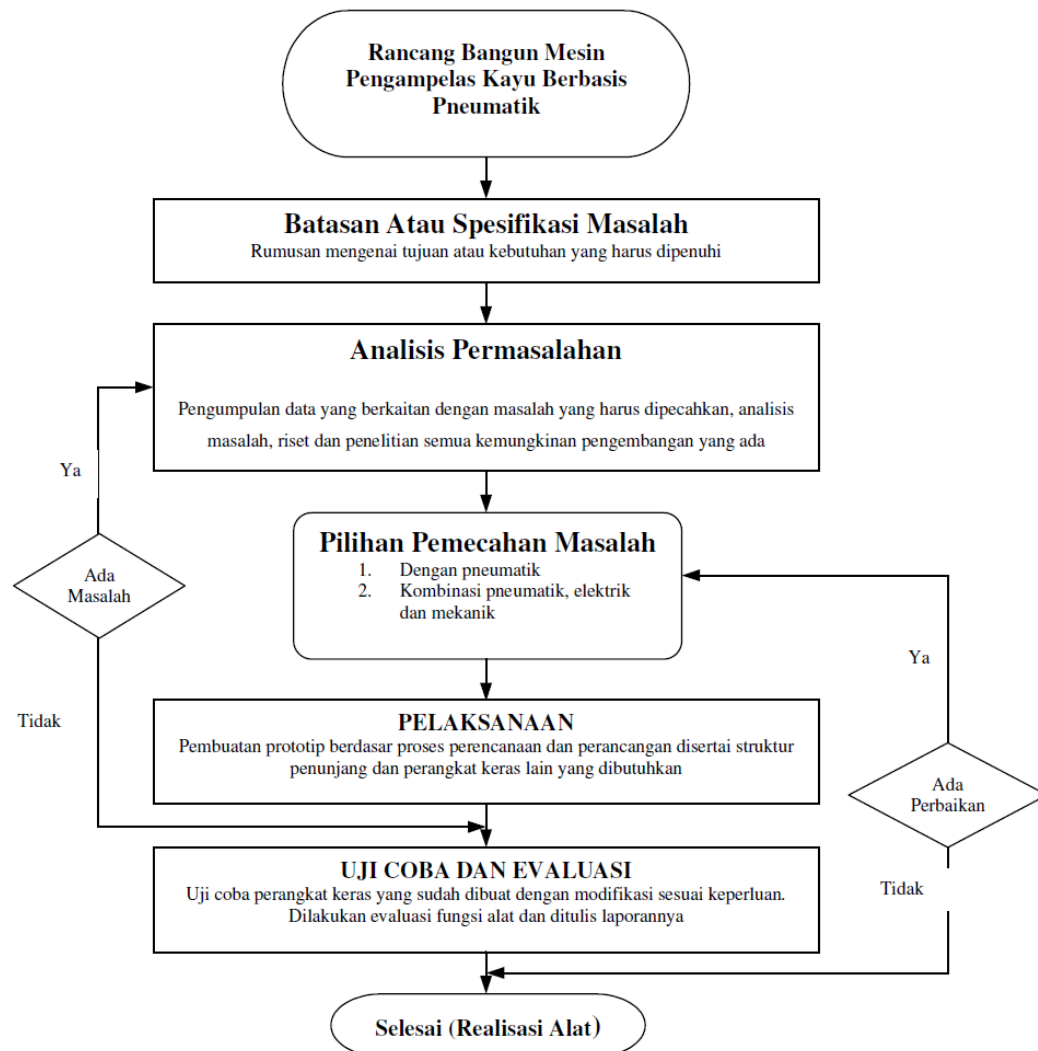 Rancang Bangun Mesin
Pengampelas Kayu Berbasis
Pneumatik
Batasan Atau Spesifikasi Masalah
Rumusan mengenai tujuan atau kebutuhan yang harus dipenuhi
Analisis Permasalahan
Pengumpulan data yang berkaitan dengan masalah yang harus dipecahkan, analisis
masalah, riset dan penelitian semua kemungkinan pengembangan yang ada
Ya
Pilihan Pemecahan Masalah
1. Dengan pneumatik
2. Kombinasi pneumatik, elektrik
dan mekanik
Ada
Masalah
Ya
Tidak
PELAKSANAAN
Pembuatan prototip berdasar proses perencanaan dan perancangan disertai struktur
penunjang dan perangkat keras lain yang dibutuhkan
Ada
Perbaikan
UJI COBA DAN EVALUASI
Uji coba perangkat keras yang sudah dibuat dengan modifikasi sesuai keperluan.
Dilakukan evaluasi fungsi alat dan ditulis laporannya
Tidak
Selesai (Realisasi Alat)